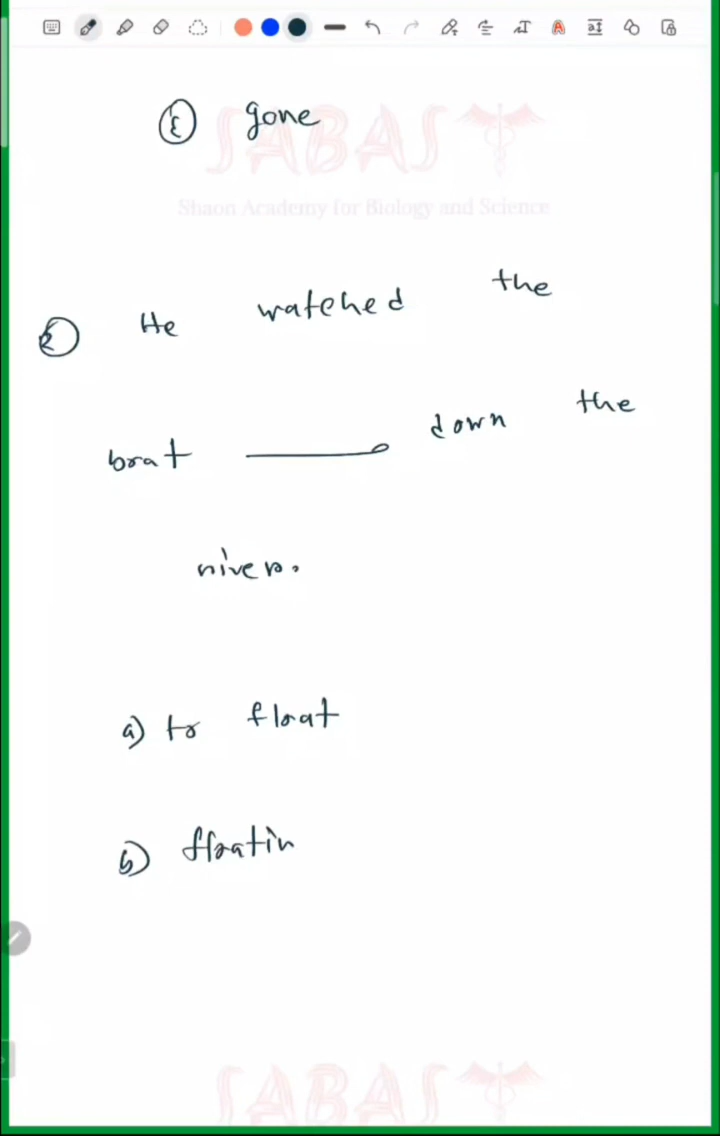 ε gone
SABAS
Shaon Academy for Biology and Science
2 He watched the
boat down the
river.
a) to float
b) floatin
SABAS